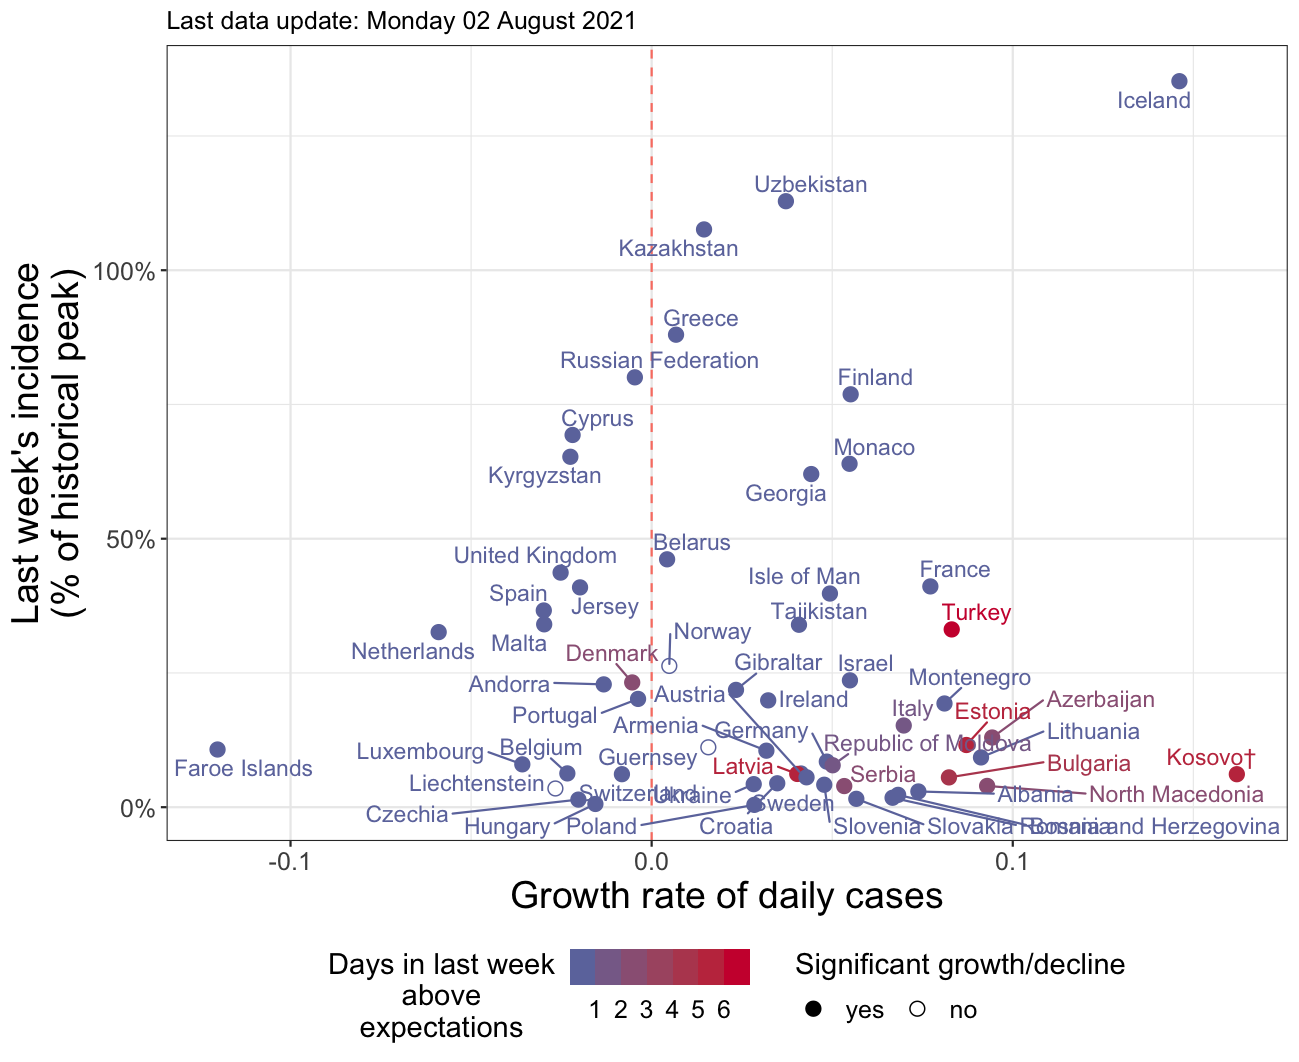 Last data update: Monday 02 August 2021
Last week's incidence
(% of historical peak)
100%
50%
0%
Iceland
Uzbekistan
Kazakhstan
Greece
Russian Federation
Finland
Cyprus
Monaco
Kyrgyzstan
Georgia
Belarus
United Kingdom
France
Isle of Man
Spain
Jersey
Tajikistan
Turkey
Malta
Norway
Netherlands
Denmark
Gibraltar
Israel
Montenegro
Andorra
Austria
Ireland
Azerbaijan
Portugal
Italy
Estonia
Armenia
Germany
Lithuania
Luxembourg
Belgium
Guernsey
Republic of Moldova
Kosovo†
Faroe Islands
Latvia
Bulgaria
Liechtenstein
Serbia
Switzerland
Ukraine
Sweden
Albania
North Macedonia
Czechia
Hungary
Poland
Croatia
Slovenia
Slovakia
Romania
Bosnia and Herzegovina
-0.1
0.0
0.1
Growth rate of daily cases
Days in last week
above
expectations
1 2 3 4 5 6
Significant growth/decline
yes
no